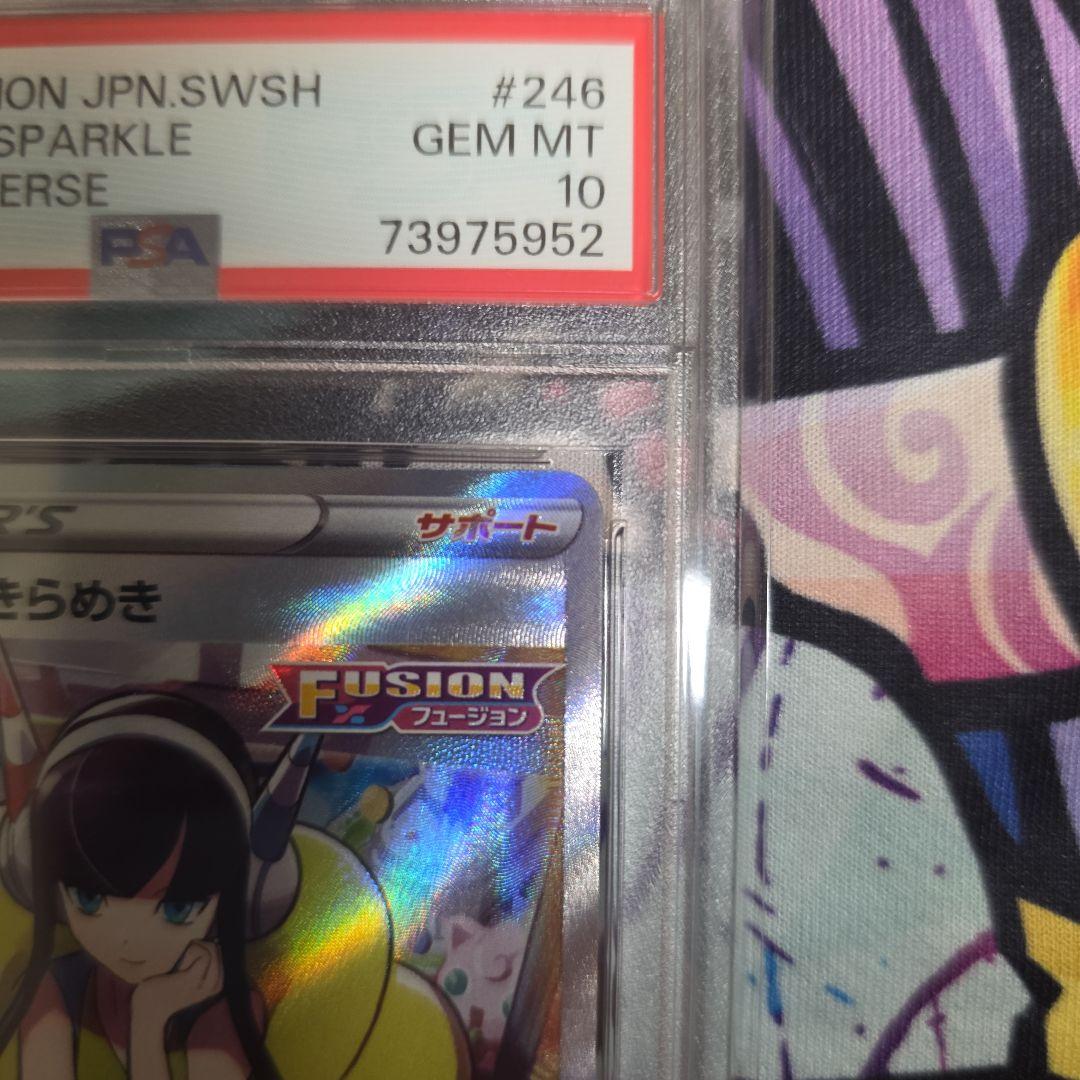 ION JPN.SWSH #246
SPARKLE GEM MT
ERSE 10
PSA 73975952
R'S サポート
きらめき
FUSION
フュージョン